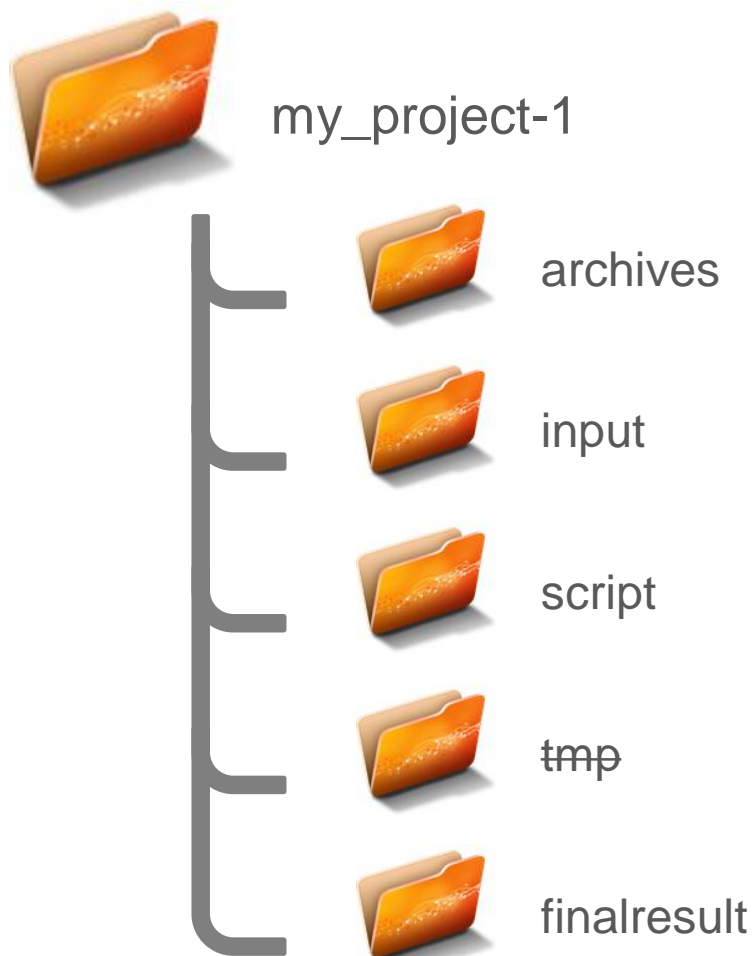 my_project-1
archives
input
script
tmp
finalresult